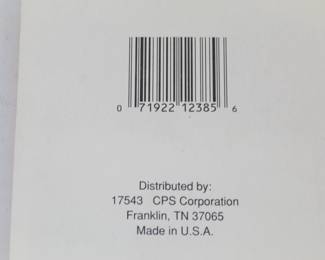 0 71922 12385 6
Distributed by:
17543 CPS Corporation
Franklin, TN 37065
Made in U.S.A.